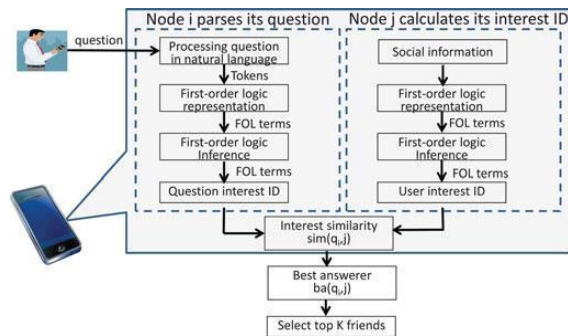 Node i parses its question
Node j calculates its interest ID
question
Processing question
in natural language
Social information
Tokens
First-order logic
representation
First-order logic
representation
FOL terms
FOL terms
First-order logic
Inference
First-order logic
Inference
FOL terms
FOL terms
Question interest ID
User interest ID
Interest similarity
sim(qᵢ,j)
Best answerer
ba(qᵢ,j)
Select top K friends